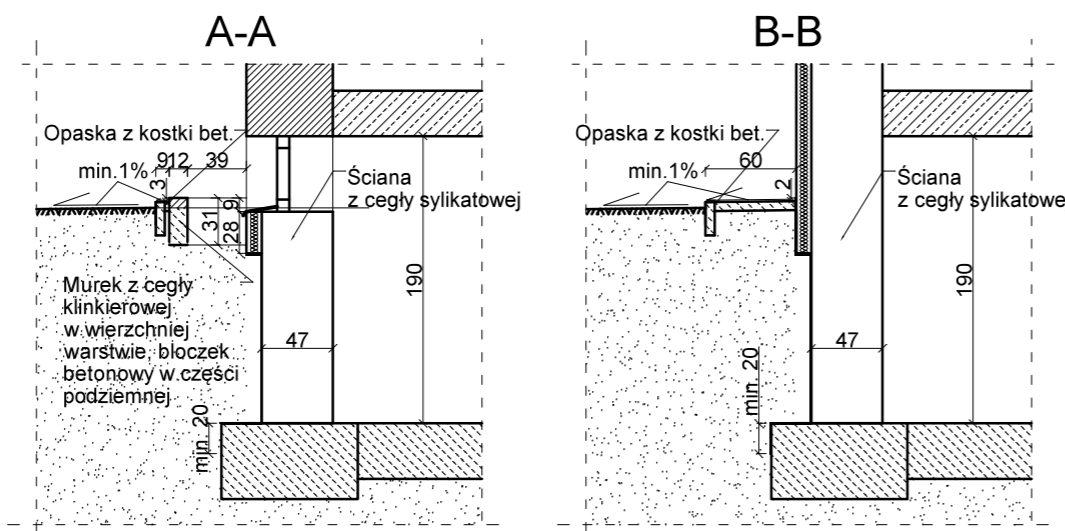 A-A
Opaska z kostki bet.
min.1%
9
12
39
3
31
9
28
Ściana
z cegły sylikatowej
190
Murek z cegły
klinkierowej
w wierzchniej
warstwie, bloczek
betonowy w części
podziemnej
47
min. 20
B-B
Opaska z kostki bet.
min.1%
60
2
Ściana
z cegły sylikatowe
190
47
min. 20